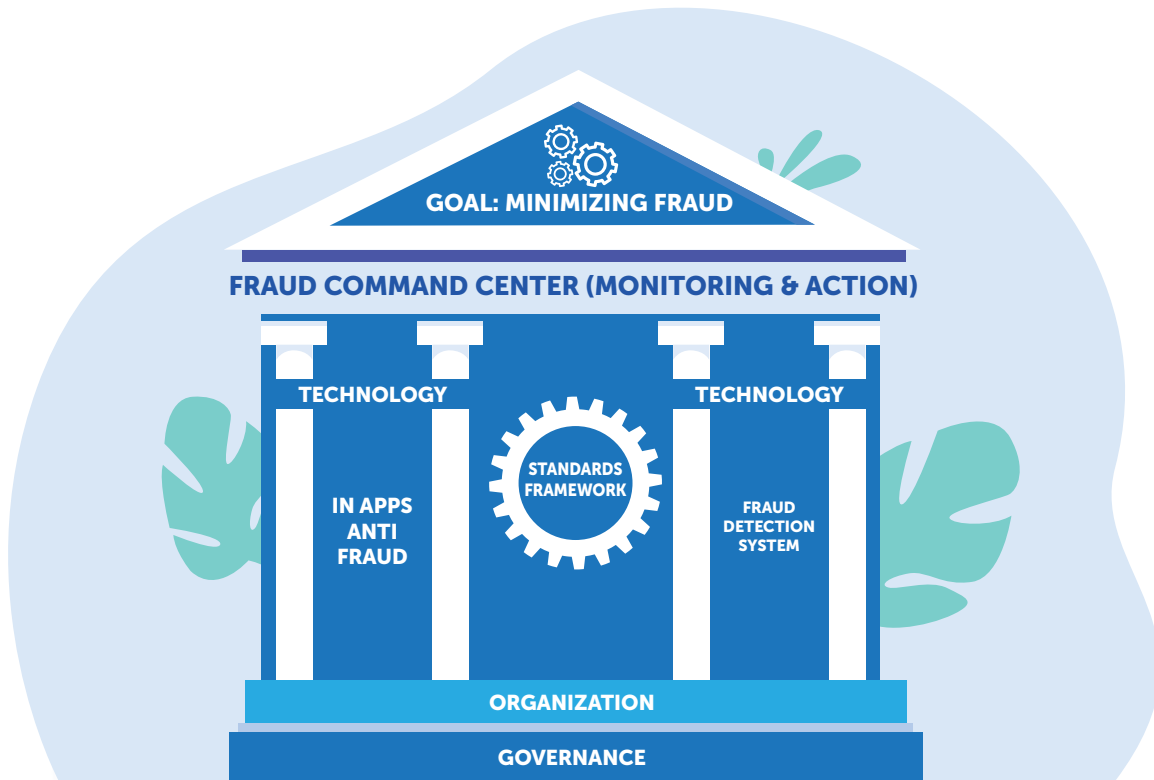 GOAL: MINIMIZING FRAUD
FRAUD COMMAND CENTER (MONITORING & ACTION)
TECHNOLOGY
IN APPS
ANTI
FRAUD
STANDARDS
FRAMEWORK
TECHNOLOGY
FRAUD
DETECTION
SYSTEM
ORGANIZATION
GOVERNANCE